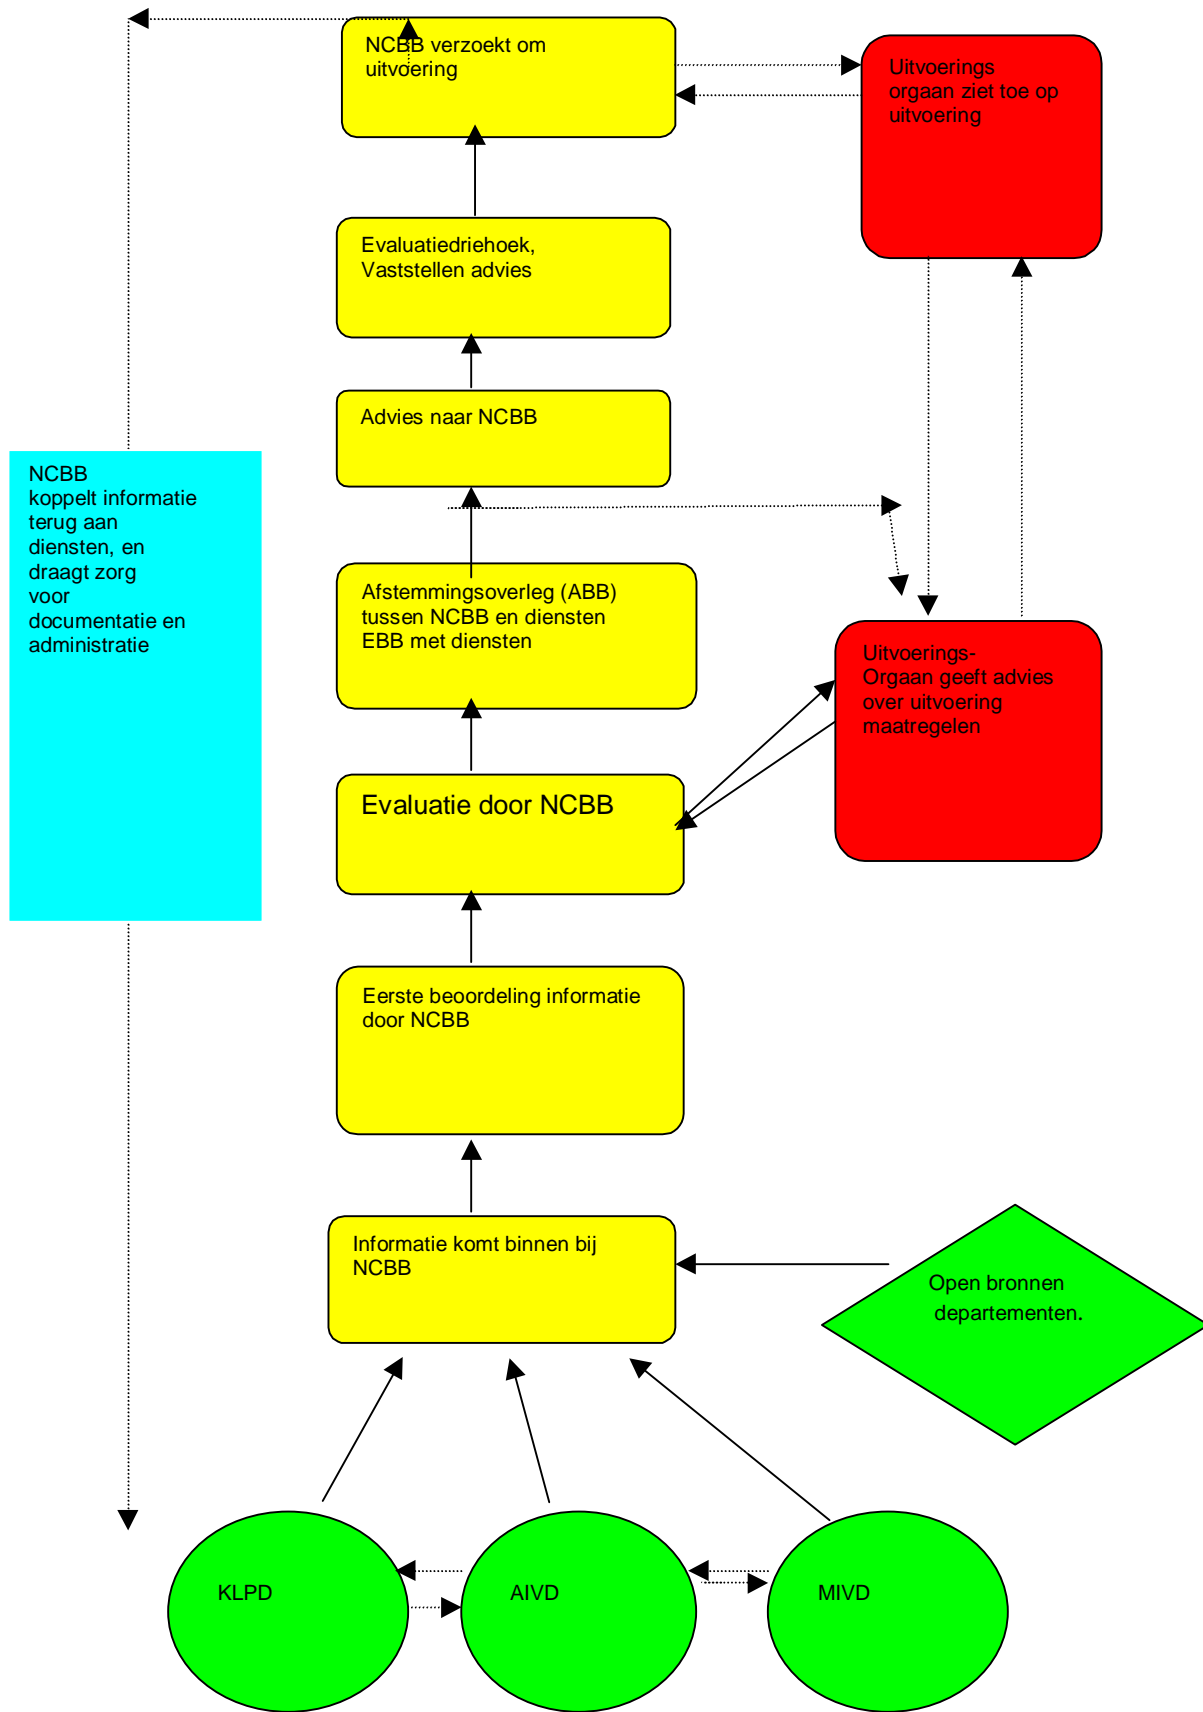 NCBB verzoekt om
uitvoering
Uitvoerings
orgaan ziet toe op
uitvoering
Evaluatiedriehoek,
Vaststellen advies
Advies naar NCBB
NCBB
koppelt informatie
terug aan
diensten, en
draagt zorg
voor
documentatie en
administratie
Afstemmingsoverleg (ABB)
tussen NCBB en diensten
EBB met diensten
Uitvoerings-
Orgaan geeft advies
over uitvoering
maatregelen
Evaluatie door NCBB
Eerste beoordeling informatie
door NCBB
Informatie komt binnen bij
NCBB
Open bronnen
departementen.
KLPD
AIVD
MIVD